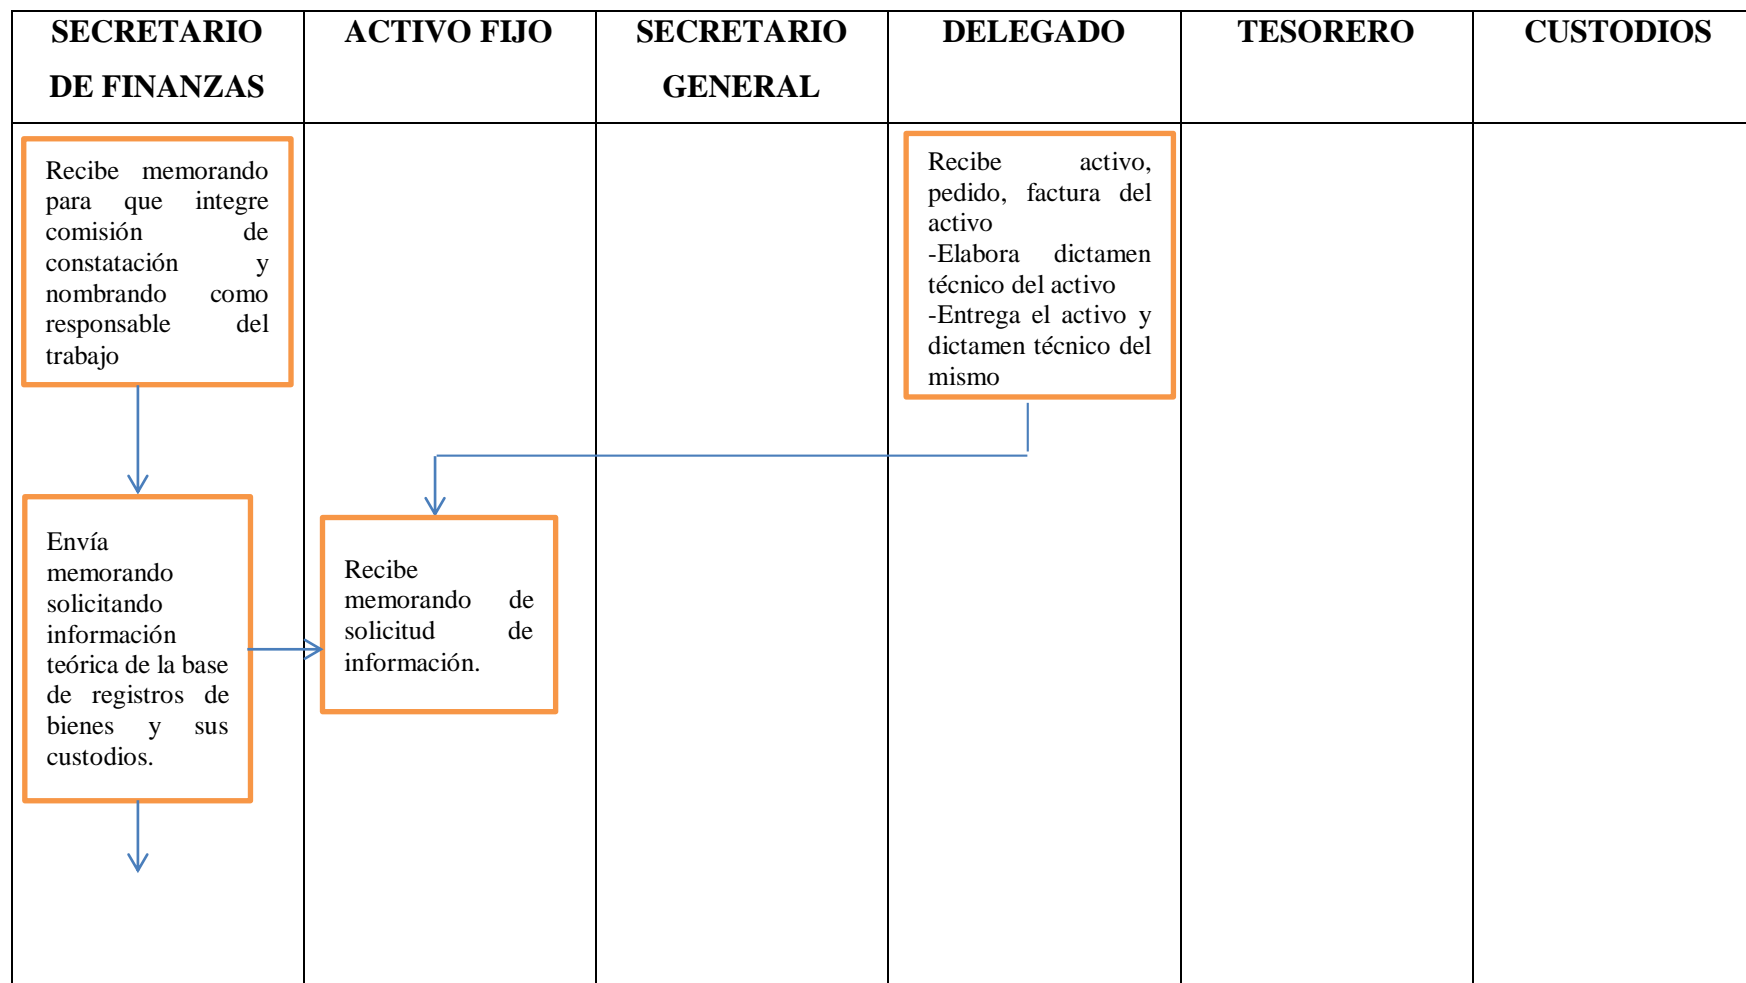 SECRETARIO
DE FINANZAS
ACTIVO FIJO
SECRETARIO
GENERAL
DELEGADO
TESORERO
CUSTODIOS
Recibe memorando
para que integre
comisión de
constatación y
nombrando como
responsable del
trabajo
Recibe activo,
pedido, factura del
activo
-Elabora dictamen
técnico del activo
-Entrega el activo y
dictamen técnico del
mismo
Envía
memorando
solicitando
información
teórica de la base
de registros de
bienes y sus
custodios.
Recibe
memorando de
solicitud de
información.